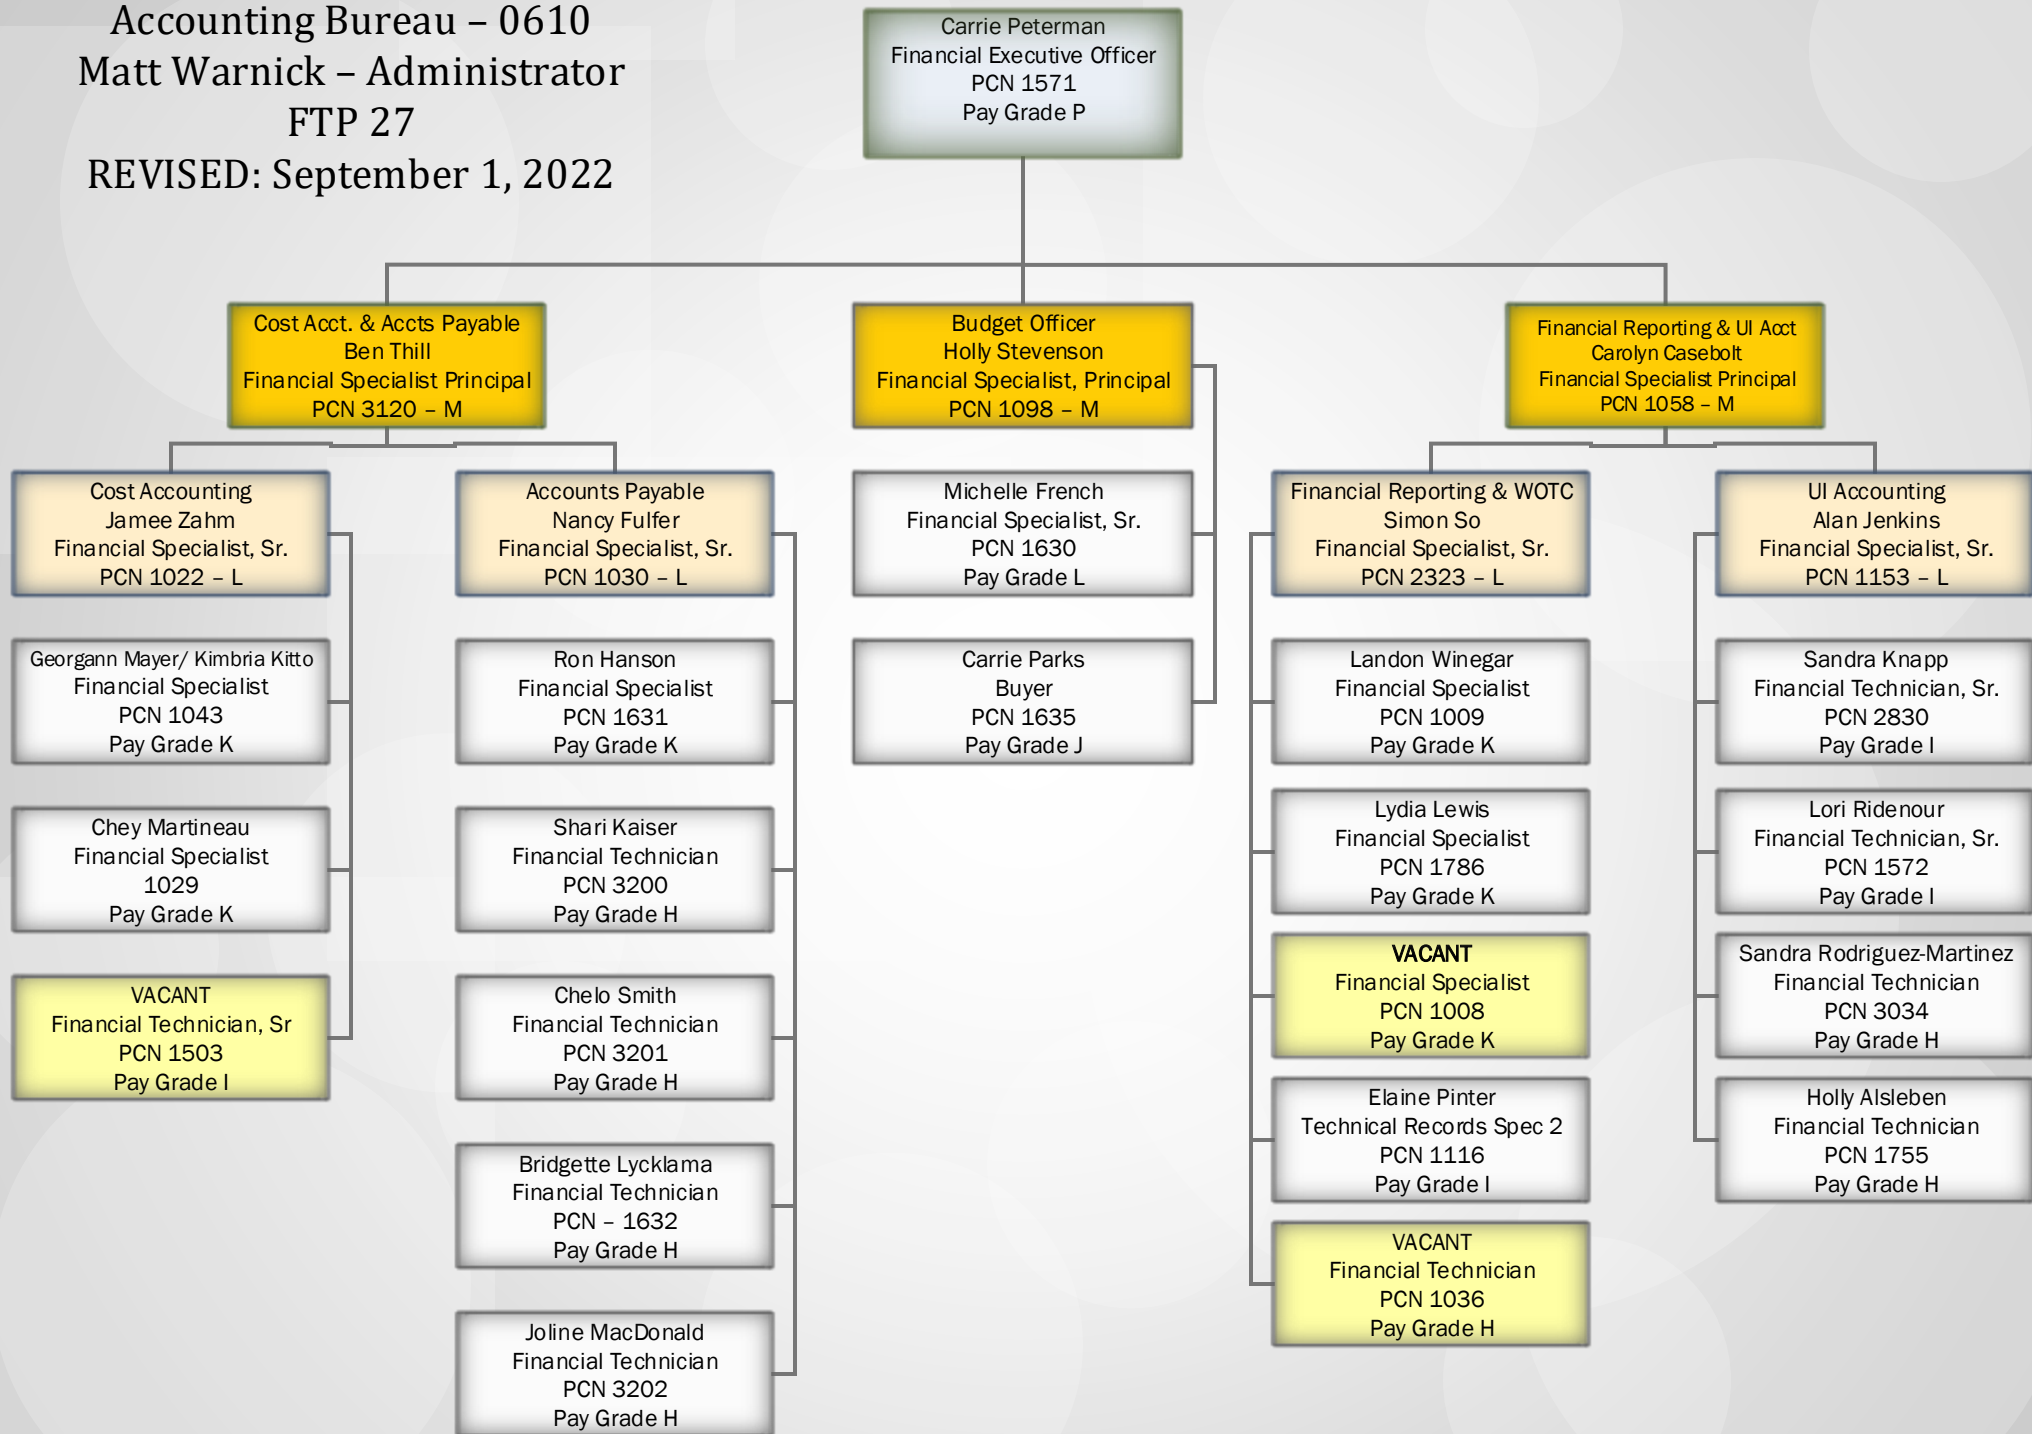 Accounting Bureau – 0610
Matt Warnick – Administrator
FTP 27
REVISED: September 1, 2022
Carrie Peterman
Financial Executive Officer
PCN 1571
Pay Grade P
Cost Acct. & Accts Payable
Ben Thill
Financial Specialist Principal
PCN 3120 – M
Budget Officer
Holly Stevenson
Financial Specialist, Principal
PCN 1098 – M
Financial Reporting & UI Acct
Carolyn Casebolt
Financial Specialist Principal
PCN 1058 – M
Cost Accounting
Jamee Zahm
Financial Specialist, Sr.
PCN 1022 – L
Georgann Mayer/ Kimbria Kitto
Financial Specialist
PCN 1043
Pay Grade K
Chey Martineau
Financial Specialist
1029
Pay Grade K
VACANT
Financial Technician, Sr
PCN 1503
Pay Grade I
Accounts Payable
Nancy Fulfer
Financial Specialist, Sr.
PCN 1030 – L
Ron Hanson
Financial Specialist
PCN 1631
Pay Grade K
Shari Kaiser
Financial Technician
PCN 3200
Pay Grade H
Chelo Smith
Financial Technician
PCN 3201
Pay Grade H
Bridgette Lycklama
Financial Technician
PCN – 1632
Pay Grade H
Joline MacDonald
Financial Technician
PCN 3202
Pay Grade H
Michelle French
Financial Specialist, Sr.
PCN 1630
Pay Grade L
Carrie Parks
Buyer
PCN 1635
Pay Grade J
Financial Reporting & WOTC
Simon So
Financial Specialist, Sr.
PCN 2323 – L
Landon Winegar
Financial Specialist
PCN 1009
Pay Grade K
Lydia Lewis
Financial Specialist
PCN 1786
Pay Grade K
VACANT
Financial Specialist
PCN 1008
Pay Grade K
Elaine Pinter
Technical Records Spec 2
PCN 1116
Pay Grade I
VACANT
Financial Technician
PCN 1036
Pay Grade H
UI Accounting
Alan Jenkins
Financial Specialist, Sr.
PCN 1153 – L
Sandra Knapp
Financial Technician, Sr.
PCN 2830
Pay Grade I
Lori Ridenour
Financial Technician, Sr.
PCN 1572
Pay Grade I
Sandra Rodriguez-Martinez
Financial Technician
PCN 3034
Pay Grade H
Holly Alsleben
Financial Technician
PCN 1755
Pay Grade H